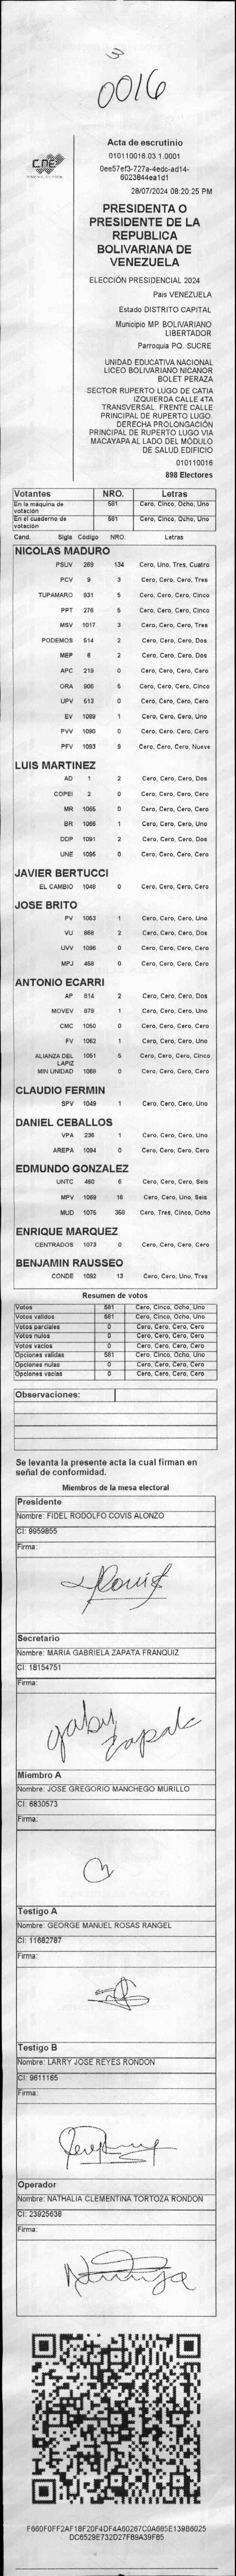 3
0016
CNE
Acta de escrutinio
010110016.03.1.0001
0ee57ef3-727a-4edc-ad14-
6023844ea1d1
28/07/2024 08:20:25 PM
PRESIDENTA O
PRESIDENTE DE LA
REPUBLICA
BOLIVARIANA DE
VENEZUELA
ELECCIÓN PRESIDENCIAL 2024
Pais VENEZUELA
Estado DISTRITO CAPITAL
Municipio MP. BOLIVARIANO
LIBERTADOR
Parroquia PQ. SUCRE
UNIDAD EDUCATIVA NACIONAL
LICEO BOLIVARIANO NICANOR
BOLET PERAZA
SECTOR RUPERTO LUGO DE CATIA
IZQUIERDA CALLE 4TA
TRANSVERSAL. FRENTE CALLE
PRINCIPAL DE RUPERTO LUGO.
DERECHA PROLONGACIÓN
PRINCIPAL DE RUPERTO LUGO VIA
MACAYAPA AL LADO DEL MÓDULO
DE SALUD EDIFICIO
010110016
898 Electores
Votantes NRO. Letras
En la máquina de votación 581 Cero, Cinco, Ocho, Uno
En el cuaderno de votación 581 Cero, Cinco, Ocho, Uno
Cand. Sigla Código NRO. Letras
NICOLAS MADURO
PSUV 269 134 Cero, Uno, Tres, Cuatro
PCV 9 3 Cero, Cero, Cero, Tres
TUPAMARO 931 5 Cero, Cero, Cero, Cinco
PPT 276 5 Cero, Cero, Cero, Cinco
MSV 1017 3 Cero, Cero, Cero, Tres
PODEMOS 514 2 Cero, Cero, Cero, Dos
MEP 6 2 Cero, Cero, Cero, Dos
APC 219 0 Cero, Cero, Cero, Cero
ORA 906 5 Cero, Cero, Cero, Cinco
UPV 513 0 Cero, Cero, Cero, Cero
EV 1089 1 Cero, Cero, Cero, Uno
PVV 1090 0 Cero, Cero, Cero, Cero
PFV 1093 9 Cero, Cero, Cero, Nueve
LUIS MARTINEZ
AD 1 2 Cero, Cero, Cero, Dos
COPEI 2 0 Cero, Cero, Cero, Cero
MR 1065 0 Cero, Cero, Cero, Cero
BR 1066 1 Cero, Cero, Cero, Uno
DDP 1091 2 Cero, Cero, Cero, Dos
UNE 1095 0 Cero, Cero, Cero, Cero
JAVIER BERTUCCI
EL CAMBIO 1048 0 Cero, Cero, Cero, Cero
JOSE BRITO
PV 1053 1 Cero, Cero, Cero, Uno
VU 868 2 Cero, Cero, Cero, Dos
UVV 1096 0 Cero, Cero, Cero, Cero
MPJ 458 0 Cero, Cero, Cero, Cero
ANTONIO ECARRI
AP 814 2 Cero, Cero, Cero, Dos
MOVEV 879 1 Cero, Cero, Cero, Uno
CMC 1050 0 Cero, Cero, Cero, Cero
FV 1062 1 Cero, Cero, Cero, Uno
ALIANZA DEL LAPIZ 1051 5 Cero, Cero, Cero, Cinco
MIN UNIDAD 1068 0 Cero, Cero, Cero, Cero
CLAUDIO FERMIN
SPV 1049 1 Cero, Cero, Cero, Uno
DANIEL CEBALLOS
VPA 236 1 Cero, Cero, Cero, Uno
AREPA 1094 0 Cero, Cero, Cero, Cero
EDMUNDO GONZALEZ
UNTC 460 6 Cero, Cero, Cero, Seis
MPV 1069 16 Cero, Cero, Uno, Seis
MUD 1075 358 Cero, Tres, Cinco, Ocho
ENRIQUE MARQUEZ
CENTRADOS 1073 0 Cero, Cero, Cero, Cero
BENJAMIN RAUSSEO
CONDE 1092 13 Cero, Cero, Uno, Tres
Resumen de votos
Votos 581 Cero, Cinco, Ocho, Uno
Votos validos 581 Cero, Cinco, Ocho, Uno
Votos parciales 0 Cero, Cero, Cero, Cero
Votos nulos 0 Cero, Cero, Cero, Cero
Votos vacios 0 Cero, Cero, Cero, Cero
Opciones validas 581 Cero, Cinco, Ocho, Uno
Opciones nulas 0 Cero, Cero, Cero, Cero
Opciones vacias 0 Cero, Cero, Cero, Cero
Observaciones:
Se levanta la presente acta la cual firman en
señal de conformidad.
Miembros de la mesa electoral
Presidente
Nombre: FIDEL RODOLFO COVIS ALONZO
CI: 9959855
Firma:
Secretario
Nombre: MARIA GABRIELA ZAPATA FRANQUIZ
CI: 18154751
Firma:
gaby
zapata
Miembro A
Nombre: JOSE GREGORIO MANCHEGO MURILLO
CI: 6830573
Firma:
Testigo A
Nombre: GEORGE MANUEL ROSAS RANGEL
CI: 11682787
Firma:
Testigo B
Nombre: LARRY JOSE REYES RONDON
CI: 9611165
Firma:
Operador
Nombre: NATHALIA CLEMENTINA TORTOZA RONDON
CI: 23925638
Firma:
F660F0FF2AF18F20F4DF4A60267C0A685E139B6025
DC6529E732D27FB9A39F85